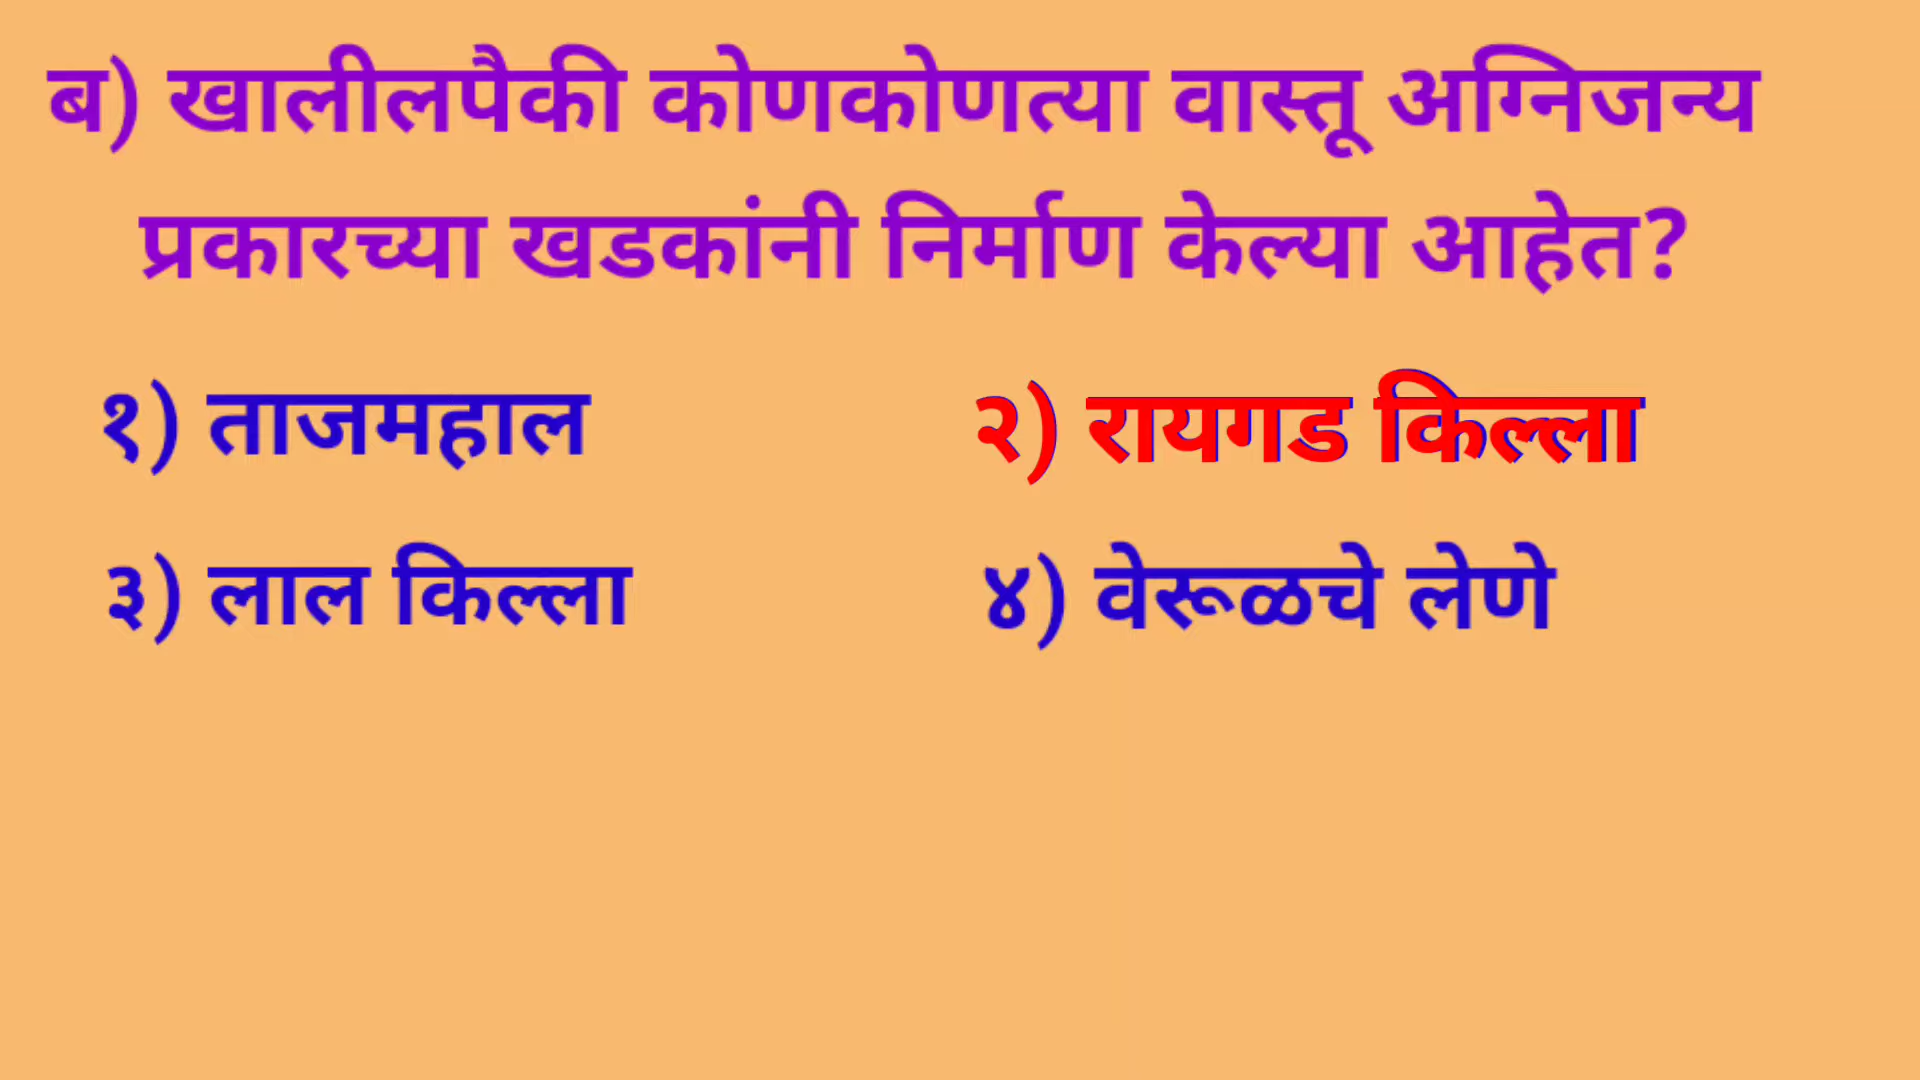 ब) खालीलपैकी कोणकोणत्या वास्तू अग्निजन्य
प्रकारच्या खडकांनी निर्माण केल्या आहेत?
१) ताजमहाल २) रायगड किल्ला
३) लाल किल्ला ४) वेरूळचे लेणे